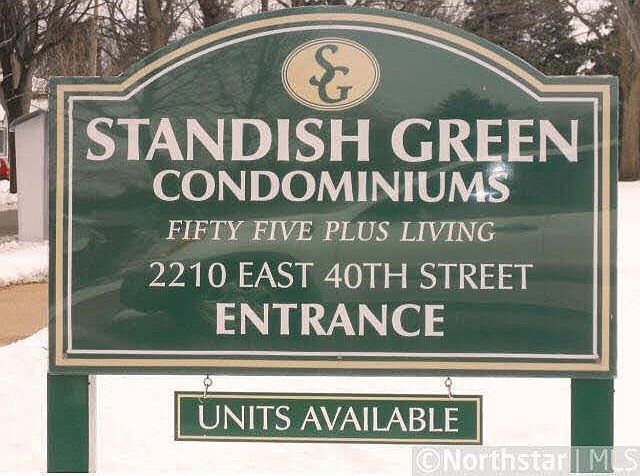 SG
STANDISH GREEN
CONDOMINIUMS
FIFTY FIVE PLUS LIVING
2210 EAST 40TH STREET
ENTRANCE
UNITS AVAILABLE
©Northstar | MLS